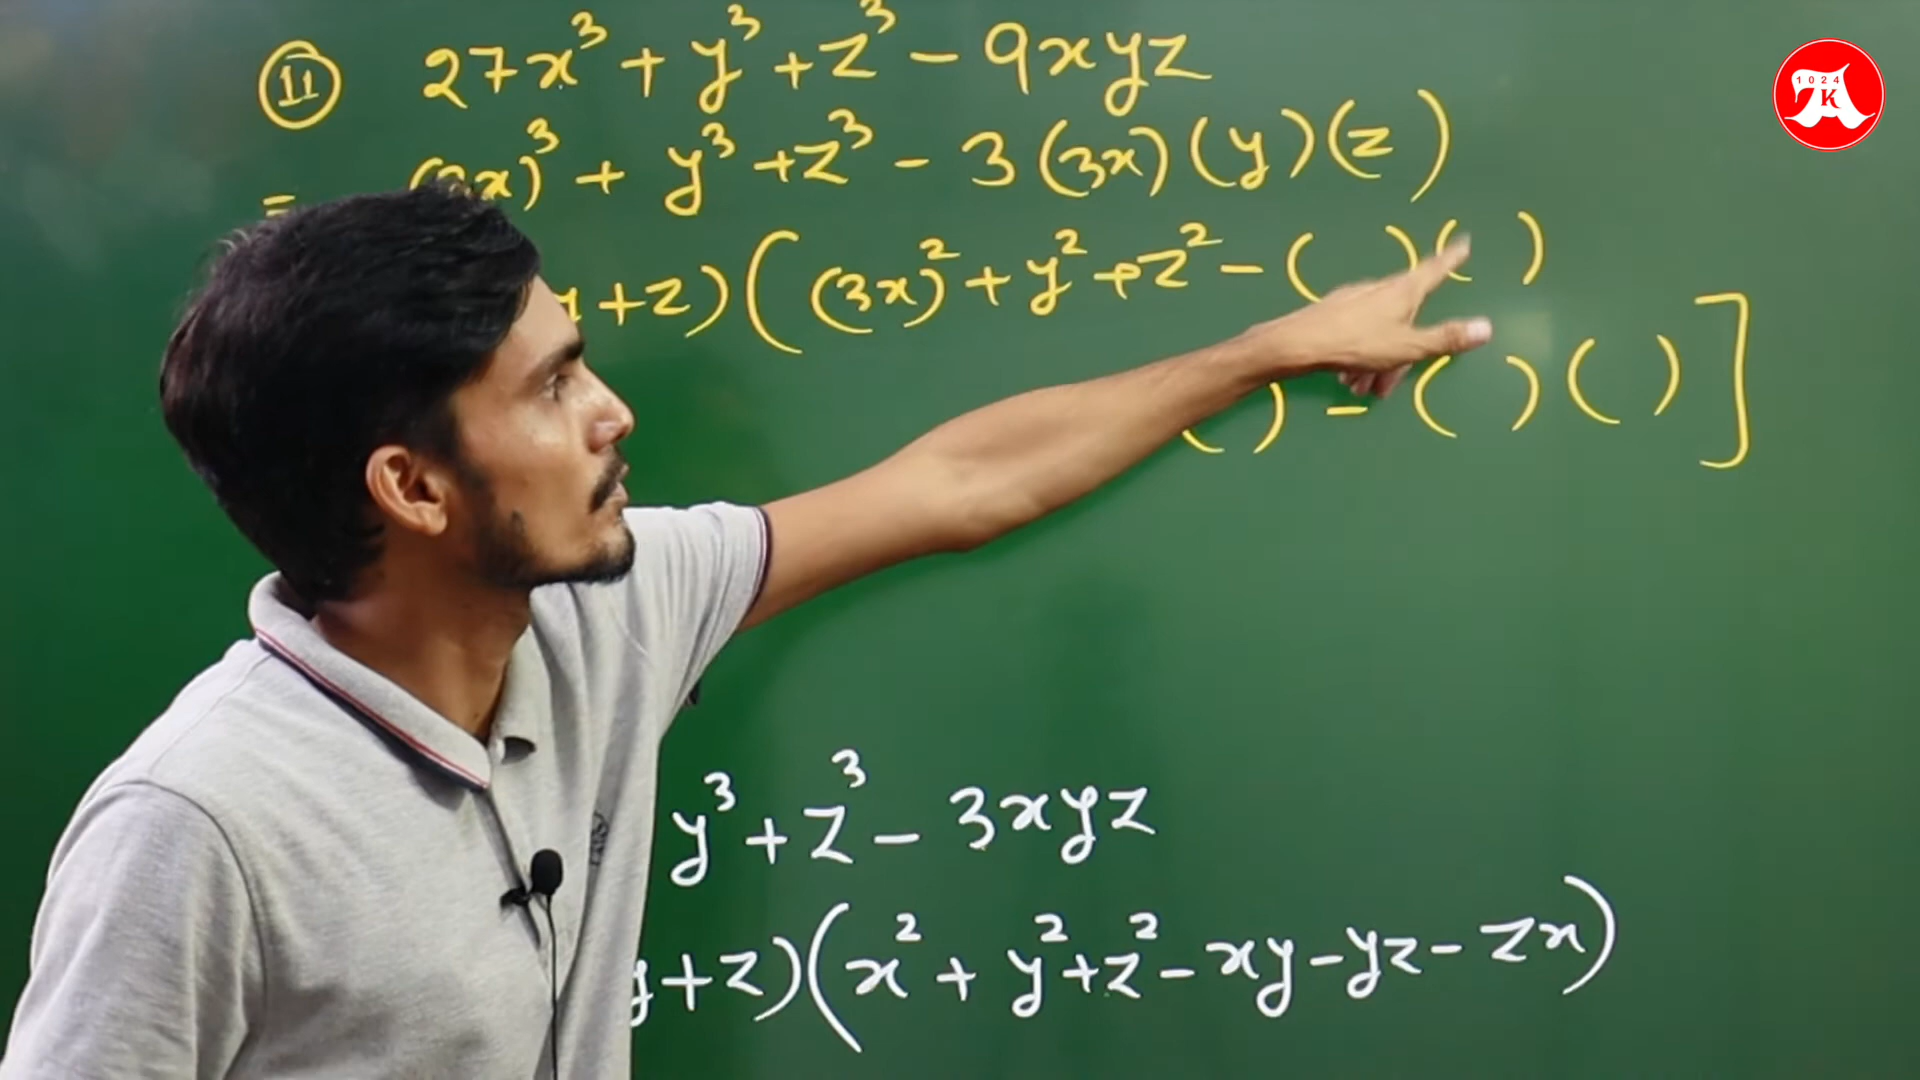 11 27x³ + y³ + z³ - 9xyz
= (3x)³ + y³ + z³ - 3 (3x) (y) (z)
+ z) ( (3x)² + y² + z² - ( ) ( )
( ) - ( ) ( ) ]
y³ + z³ - 3xyz
y + z) (x² + y² + z² - xy - yz - zx)
1024
K